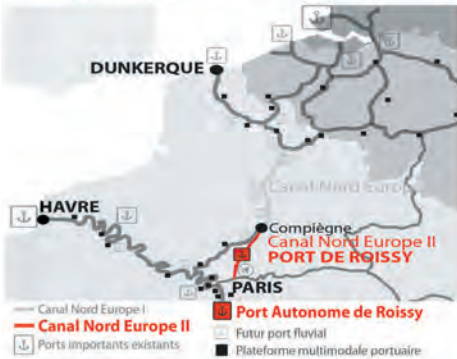 DUNKERQUE
Canal Nord Europe
HAVRE
Compiègne
Canal Nord Europe II
PORT DE ROISSY
PARIS
Canal Nord Europe I
Canal Nord Europe II
Ports importants existants
Port Autonome de Roissy
Futur port fluvial
Plateforme multimodale portuaire